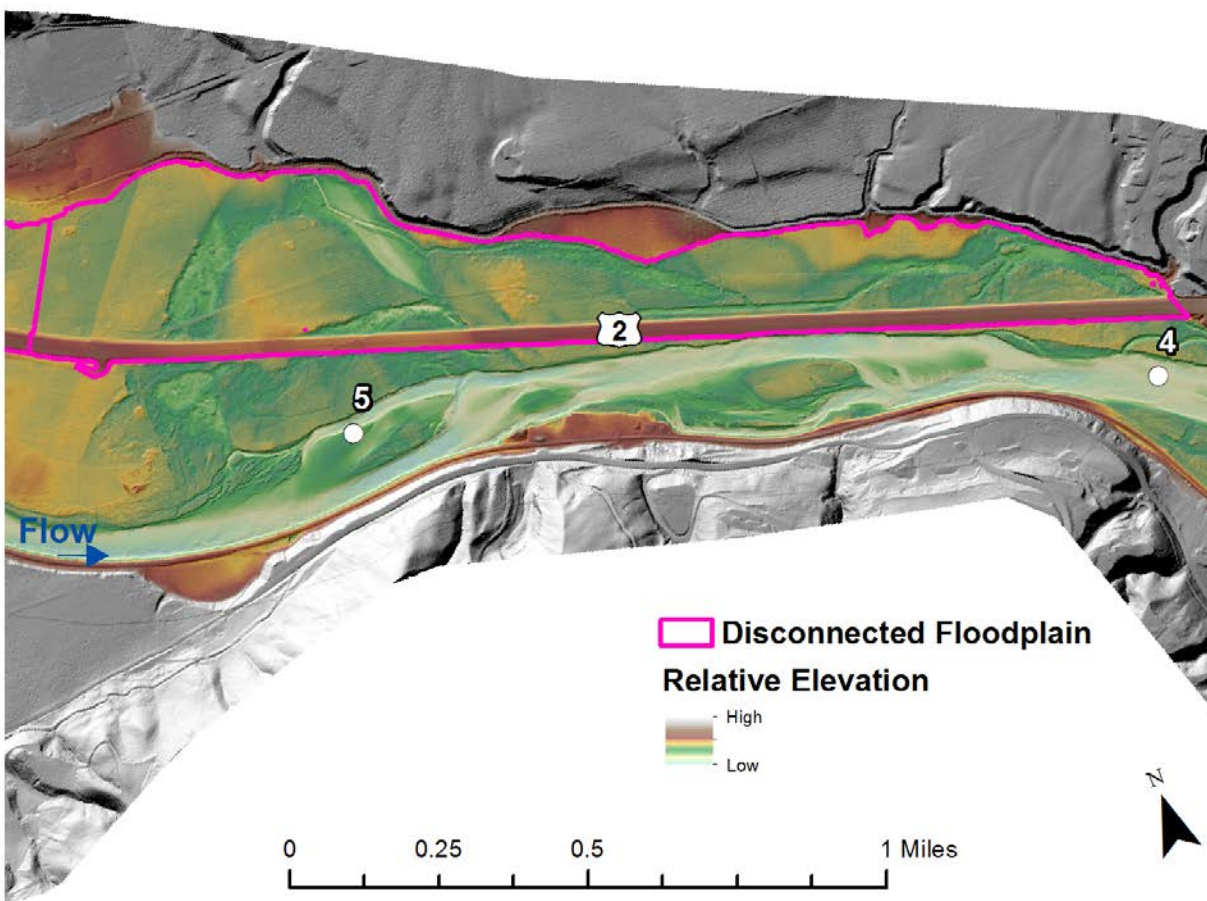 2
4
5
Flow
Disconnected Floodplain
Relative Elevation
High
Low
N
0 0.25 0.5 1 Miles